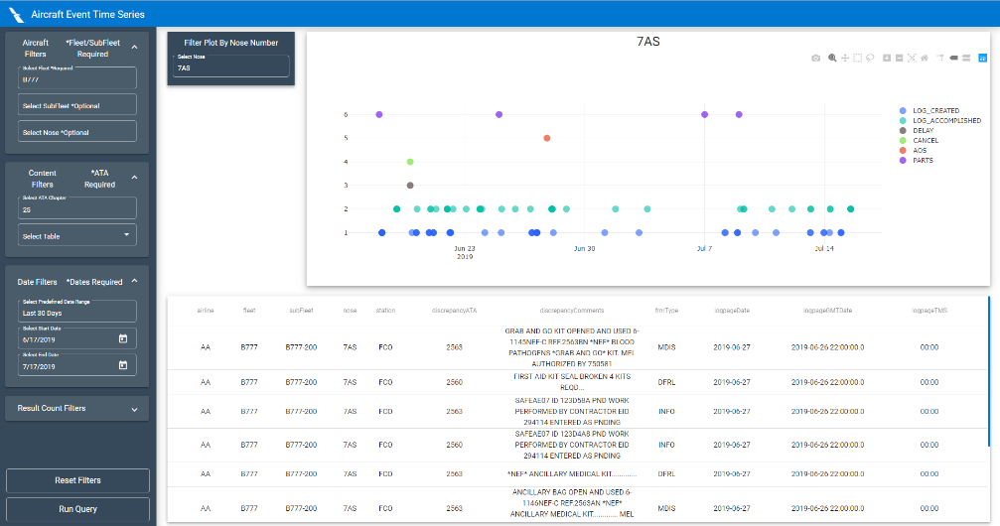 Aircraft Event Time Series
Aircraft Filters *Fleet/SubFleet Required
Select Fleet *Required
B777
Select SubFleet *Optional
Select Nose *Optional
Content Filters *ATA Required
Select ATA Chapter
25
Select Table
Date Filters *Dates Required
Select Predefined Date Range
Last 30 Days
Select Start Date
6/17/2019
Select End Date
7/17/2019
Result Count Filters
Reset Filters
Run Query
Filter Plot By Nose Number
Select Nose
7AS
7AS
6
5
4
3
2
1
Jun 23
2019
Jun 30
Jul 7
Jul 14
LOG_CREATED
LOG_ACCOMPLISHED
DELAY
CANCEL
AOS
PARTS
airline fleet subFleet nose station discrepancyATA discrepancyComments frmType logpageDate logpageGMTDate logpageTMS
GRAB AND GO KIT OPENED AND USED 6-
1145NEF-C REF.2563BN *NEF* BLOOD
AA B777 B777-200 7AS FCO 2563 PATHOGENS *GRAB AND GO* KIT. MEL MDIS 2019-06-27 2019-06-26 22:00:00.0 00:00
AUTHORIZED BY 750581
FIRST AID KIT SEAL BROKEN 4 KITS
AA B777 B777-200 7AS FCO 2560 REQD... DFRL 2019-06-27 2019-06-26 22:00:00.0 00:00
SAFEAE07 ID 123D58A PND WORK
AA B777 B777-200 7AS FCO 2563 PERFORMED BY CONTRACTOR EID INFO 2019-06-27 2019-06-26 22:00:00.0 00:00
294114 ENTERED AS PNDING
SAFEAE07 ID 123D4A8 PND WORK
AA B777 B777-200 7AS FCO 2560 PERFORMED BY CONTRACTOR EID INFO 2019-06-27 2019-06-26 22:00:00.0 00:00
294114 ENTERED AS PNDING
AA B777 B777-200 7AS FCO 2563 *NEF* ANCILLARY MEDICAL KIT............. DFRL 2019-06-27 2019-06-26 22:00:00.0 00:00
ANCILLARY BAG OPEN AND USED 6-
1146NEF-C REF.2563AN *NEF*
AA B777 B777-200 7AS FCO 2563 ANCILLARY MEDICAL KIT............. MEL MDIS 2019-06-27 2019-06-26 22:00:00.0 00:00